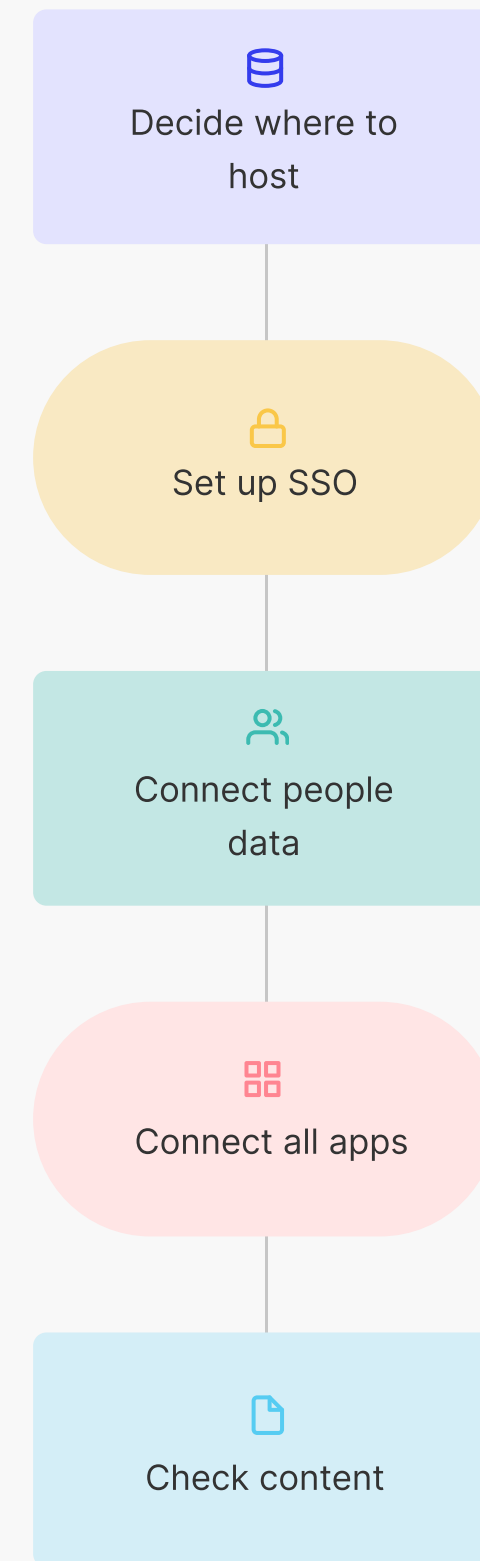 Decide where to
host
Set up SSO
Connect people
data
Connect all apps
Check content